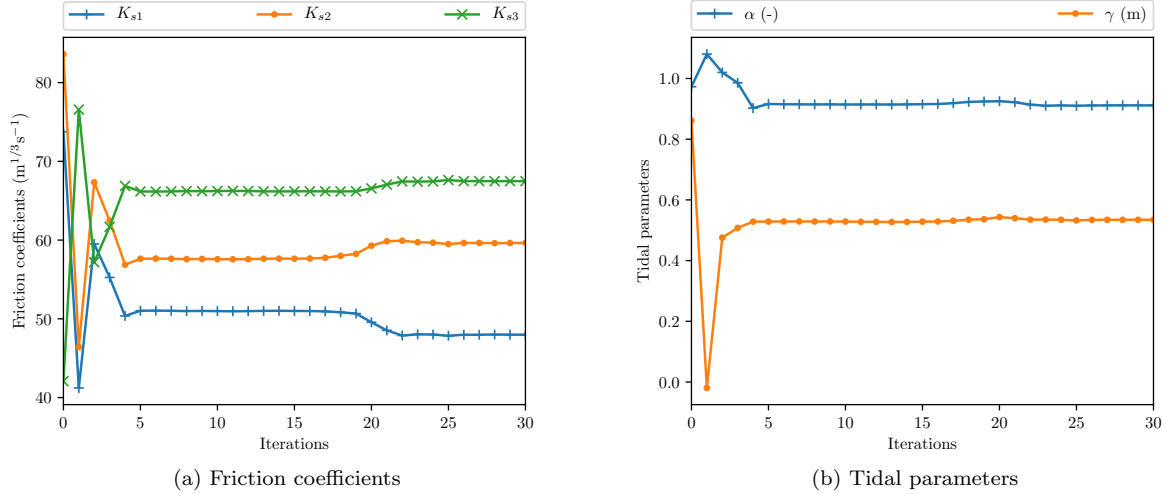 K_{s1} K_{s2} K_{s3}
Friction coefficients (m^{1/3}s^{−1})
80
70
60
50
40
0 5 10 15 20 25 30
Iterations
(a) Friction coefficients
α (-) γ (m)
Tidal parameters
1.0
0.8
0.6
0.4
0.2
0.0
0 5 10 15 20 25 30
Iterations
(b) Tidal parameters